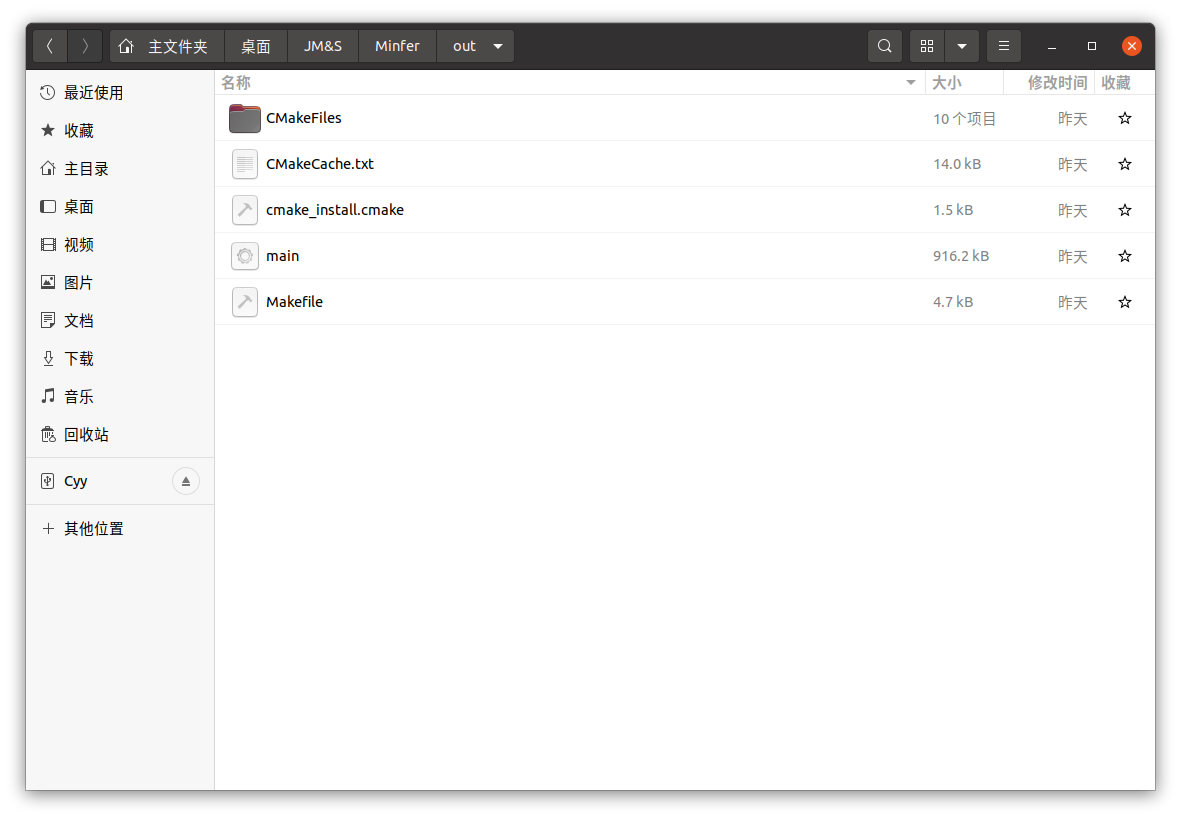 主文件夹 桌面 JM&S Minfer out
名称 大小 修改时间 收藏
最近使用
收藏
主目录
桌面
视频
图片
文档
下载
音乐
回收站
Cyy
其他位置
CMakeFiles 10 个项目 昨天
CMakeCache.txt 14.0 kB 昨天
cmake_install.cmake 1.5 kB 昨天
main 916.2 kB 昨天
Makefile 4.7 kB 昨天